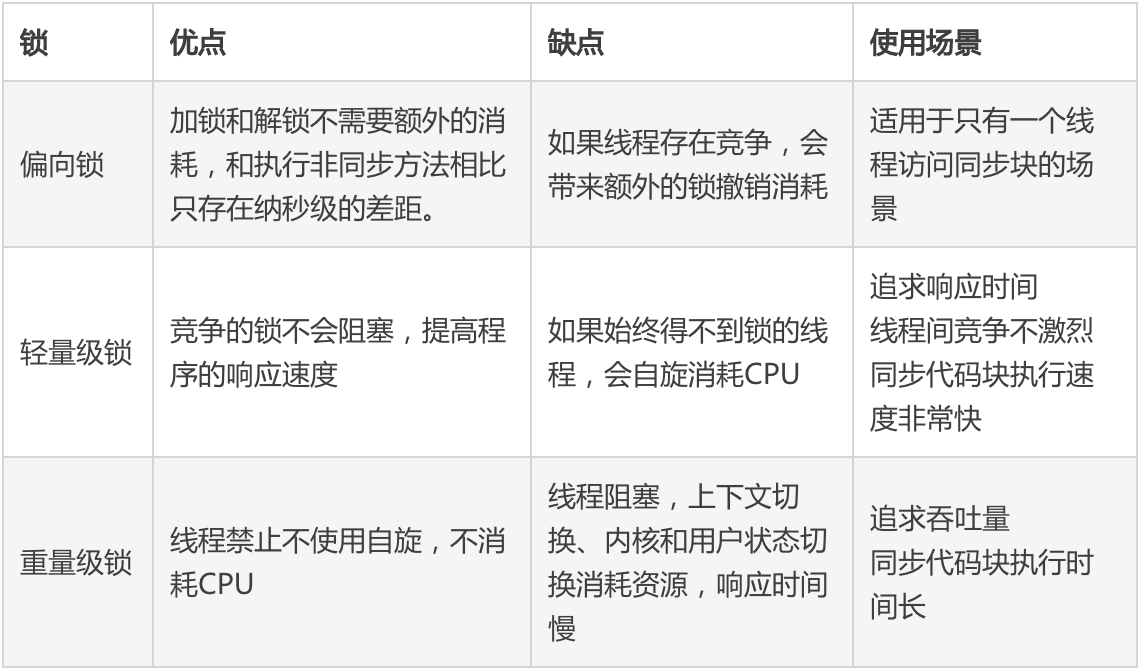 锁
优点
缺点
使用场景
偏向锁
加锁和解锁不需要额外的消
耗，和执行非同步方法相比
只存在纳秒级的差距。
如果线程存在竞争，会
带来额外的锁撤销消耗
适用于只有一个线
程访问同步块的场
景
轻量级锁
竞争的锁不会阻塞，提高程
序的响应速度
如果始终得不到锁的线
程，会自旋消耗CPU
追求响应时间
线程间竞争不激烈
同步代码块执行速
度非常快
重量级锁
线程禁止不使用自旋，不消
耗CPU
线程阻塞，上下文切
换、内核和用户状态切
换消耗资源，响应时间
慢
追求吞吐量
同步代码块执行时
间长